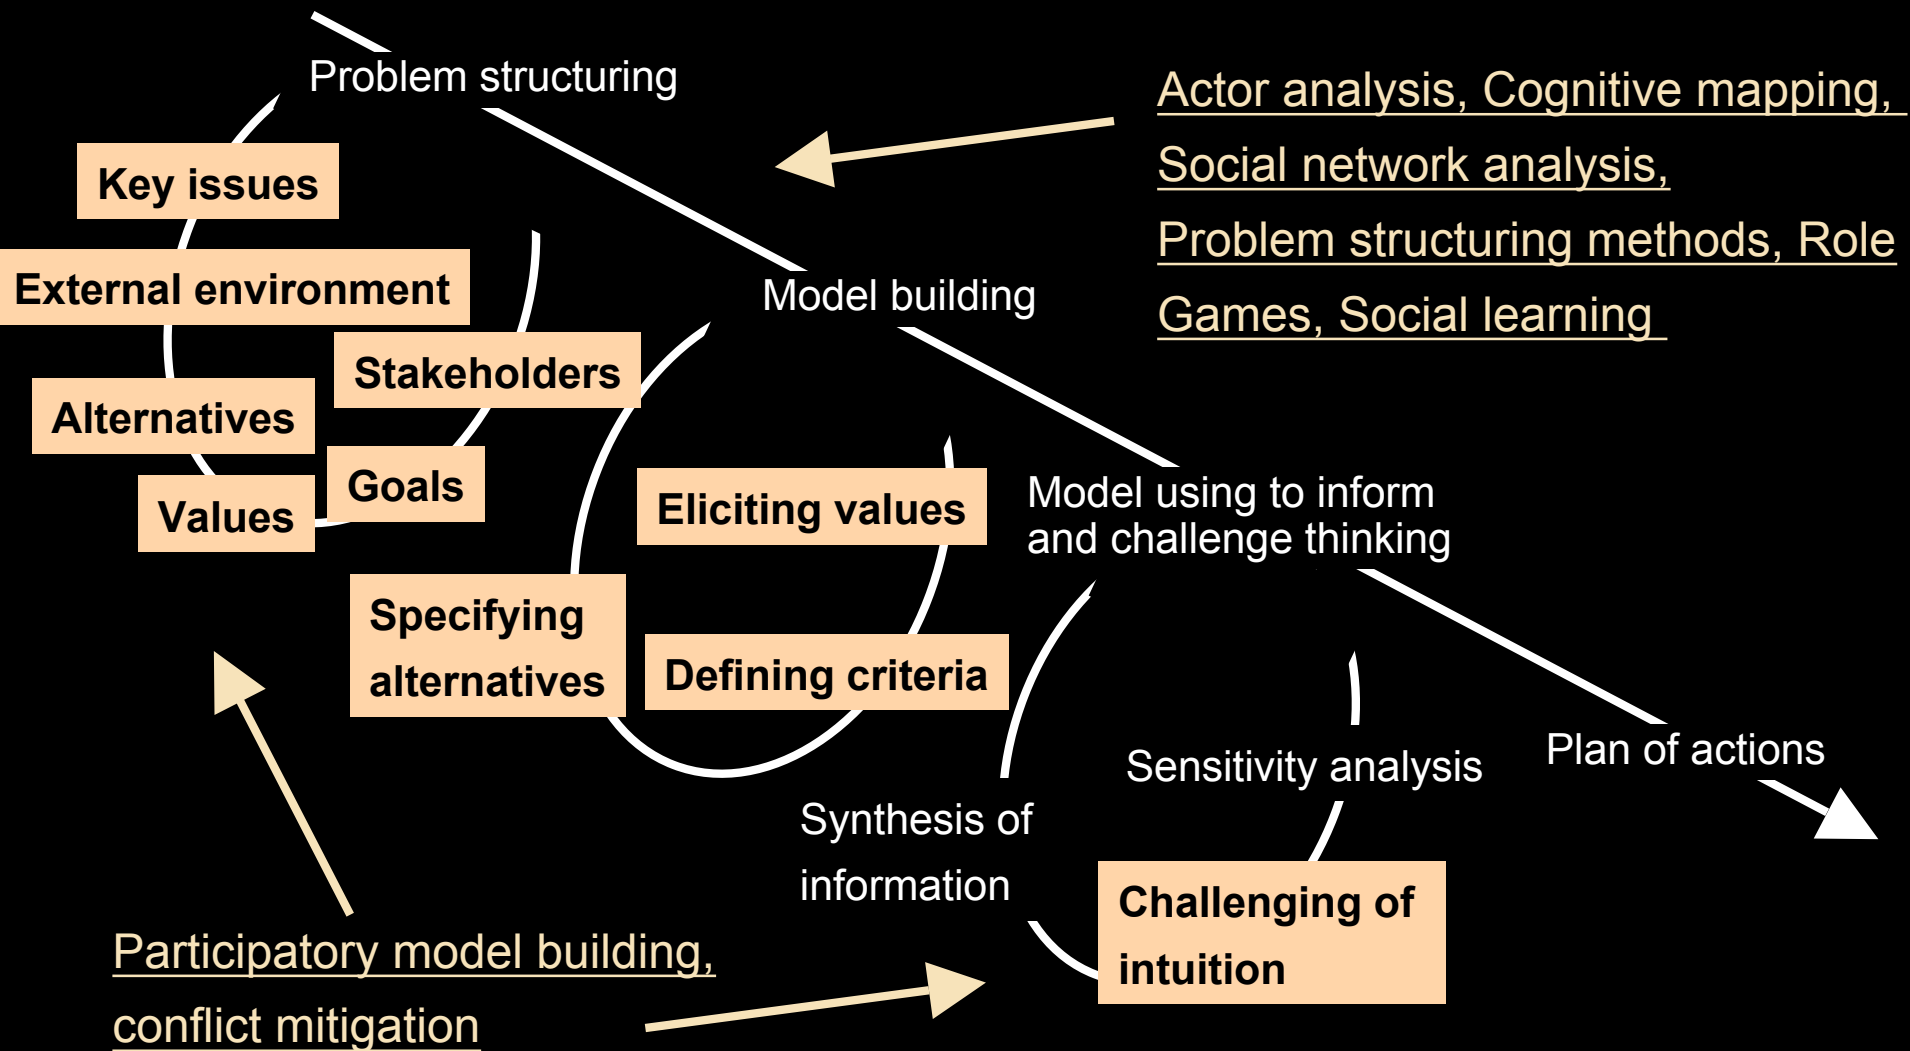 Problem structuring
Actor analysis, Cognitive mapping,
Social network analysis,
Problem structuring methods, Role
Games, Social learning
Key issues
External environment
Stakeholders
Alternatives
Goals
Values
Model building
Eliciting values
Specifying
alternatives
Defining criteria
Model using to inform
and challenge thinking
Sensitivity analysis
Synthesis of
information
Challenging of
intuition
Plan of actions
Participatory model building,
conflict mitigation